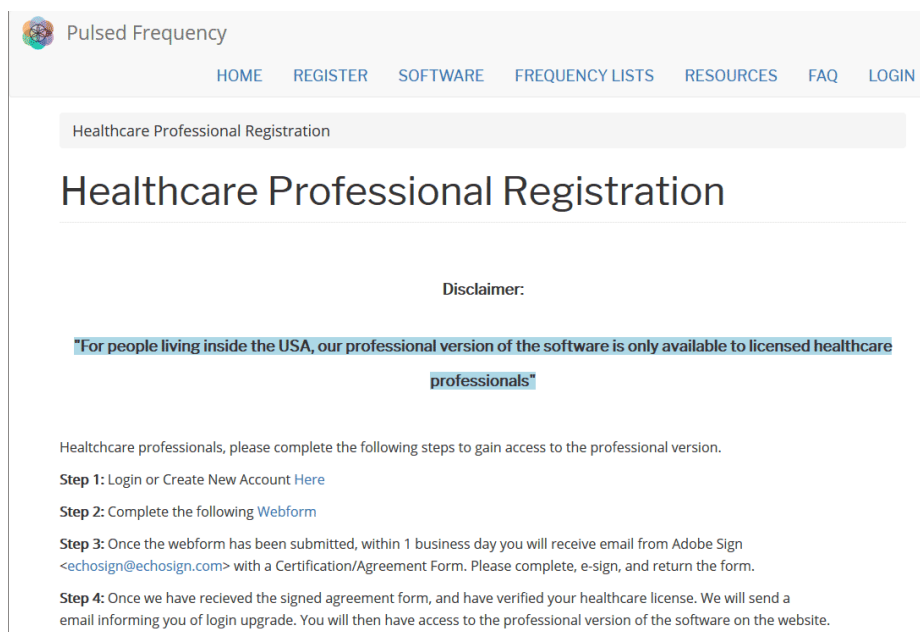 Pulsed Frequency
HOME REGISTER SOFTWARE FREQUENCY LISTS RESOURCES FAQ LOGIN
Healthcare Professional Registration
Healthcare Professional Registration
Disclaimer:
"For people living inside the USA, our professional version of the software is only available to licensed healthcare
professionals"
Healtchcare professionals, please complete the following steps to gain access to the professional version.
Step 1: Login or Create New Account Here
Step 2: Complete the following Webform
Step 3: Once the webform has been submitted, within 1 business day you will receive email from Adobe Sign
<echosign@echosign.com> with a Certification/Agreement Form. Please complete, e-sign, and return the form.
Step 4: Once we have recieved the signed agreement form, and have verified your healthcare license. We will send a
email informing you of login upgrade. You will then have access to the professional version of the software on the website.